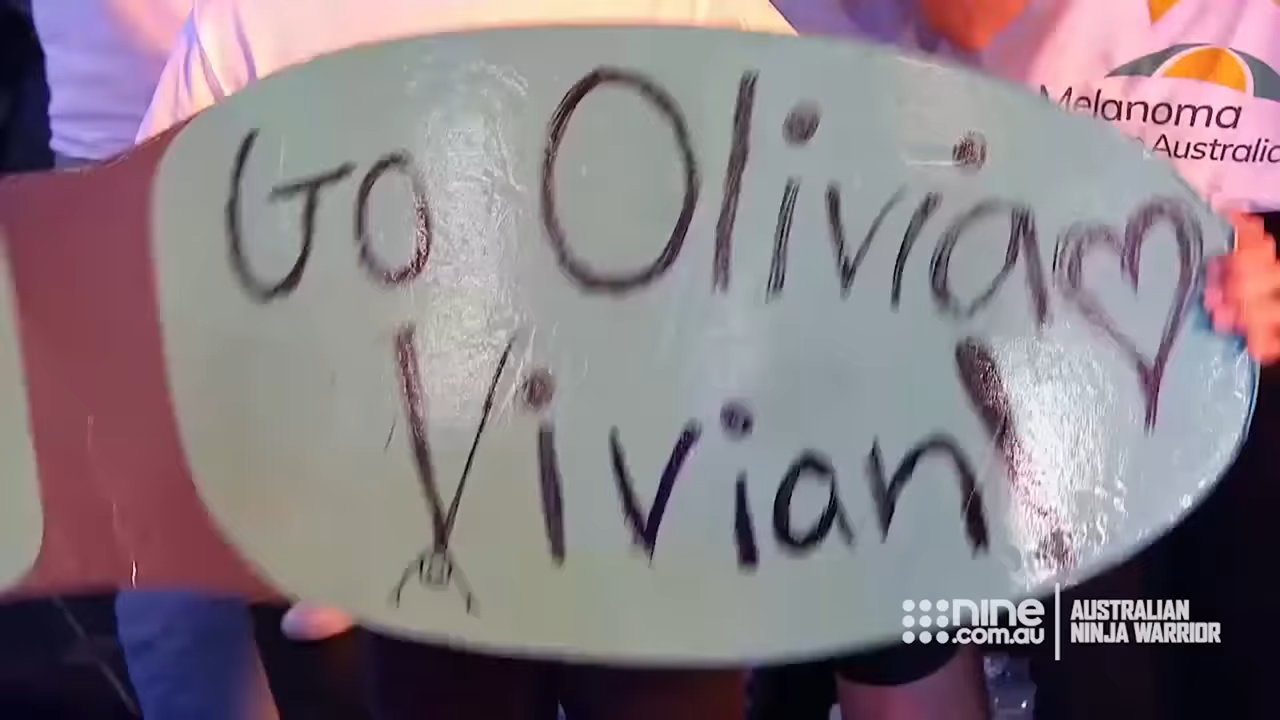 Go Olivia
Vivian!
Melanoma
Australia
nine
.com.au
AUSTRALIAN
NINJA WARRIOR